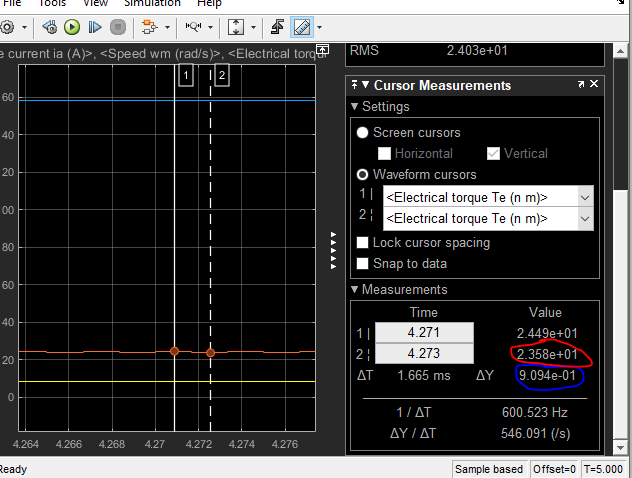 File Tools View Simulation Help
e current ia (A)>, <Speed wm (rad/s)>, <Electrical torqu
1 2
60
40
20
00
80
60
40
20
0
4.264 4.266 4.268 4.27 4.272 4.274 4.276
RMS 2.403e+01
Cursor Measurements
Settings
Screen cursors
Horizontal Vertical
Waveform cursors
1 | <Electrical torque Te (n m)>
2 ¦ <Electrical torque Te (n m)>
Lock cursor spacing
Snap to data
Measurements
Time Value
1 | 4.271 2.449e+01
2 ¦ 4.273 2.358e+01
ΔT 1.665 ms ΔY 9.094e-01
1 / ΔT 600.523 Hz
ΔY / ΔT 546.091 (/s)
Ready Sample based Offset=0 T=5.000